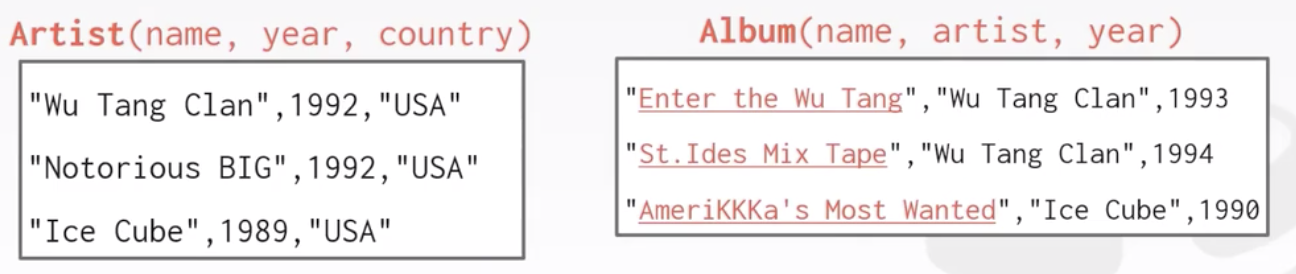 Artist(name, year, country)
"Wu Tang Clan",1992,"USA"
"Notorious BIG",1992,"USA"
"Ice Cube",1989,"USA"
Album(name, artist, year)
"Enter the Wu Tang","Wu Tang Clan",1993
"St.Ides Mix Tape","Wu Tang Clan",1994
"AmeriKKKa's Most Wanted","Ice Cube",1990